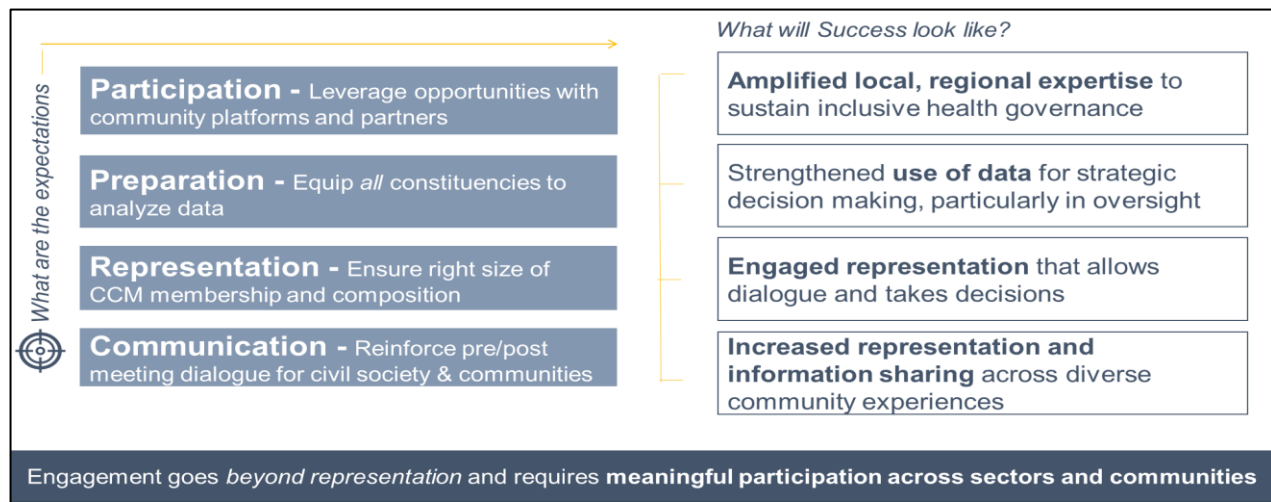 What are the expectations
Participation - Leverage opportunities with
community platforms and partners
Preparation - Equip all constituencies to
analyze data
Representation - Ensure right size of
CCM membership and composition
Communication - Reinforce pre/post
meeting dialogue for civil society & communities
What will Success look like?
Amplified local, regional expertise to
sustain inclusive health governance
Strengthened use of data for strategic
decision making, particularly in oversight
Engaged representation that allows
dialogue and takes decisions
Increased representation and
information sharing across diverse
community experiences
Engagement goes beyond representation and requires meaningful participation across sectors and communities